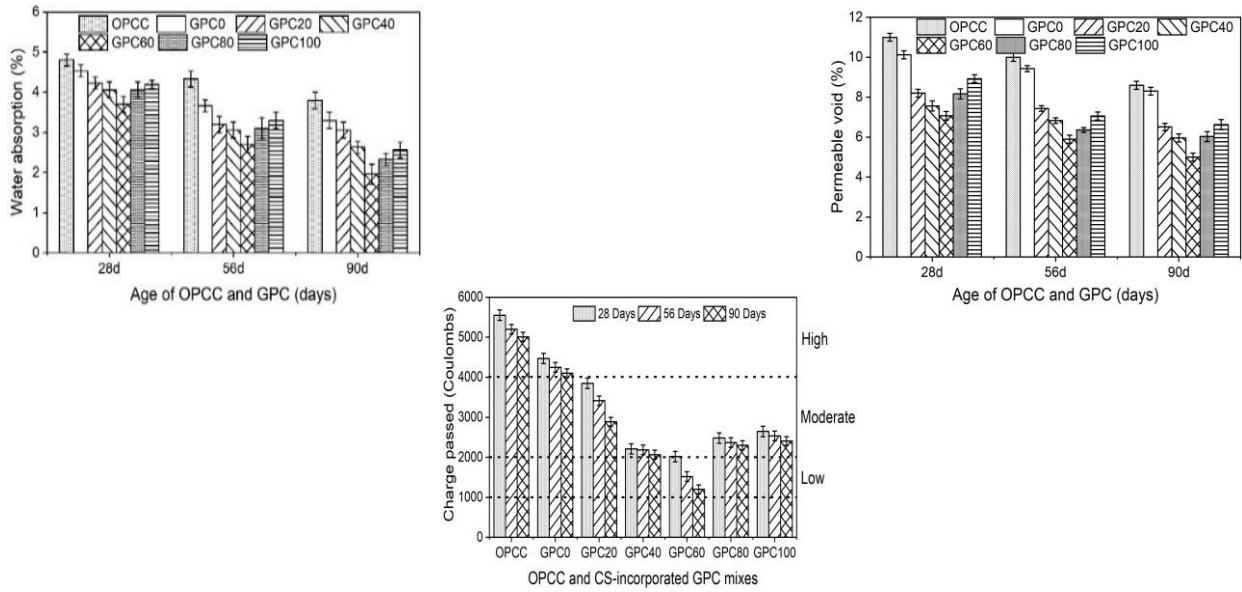 OPCC GPC0 GPC20 GPC40
GPC60 GPC80 GPC100
Water absorption (%)
6
5
4
3
2
1
0
28d 56d 90d
Age of OPCC and GPC (days)
OPCC GPC0 GPC20 GPC40
GPC60 GPC80 GPC100
Permeable void (%)
12
10
8
6
4
2
0
28d 56d 90d
Age of OPCC and GPC (days)
28 Days 56 Days 90 Days
Charge passed (Coulombs)
6000
5000
4000
3000
2000
1000
0
High
Moderate
Low
OPCC GPC0 GPC20 GPC40 GPC60 GPC80 GPC100
OPCC and CS-incorporated GPC mixes